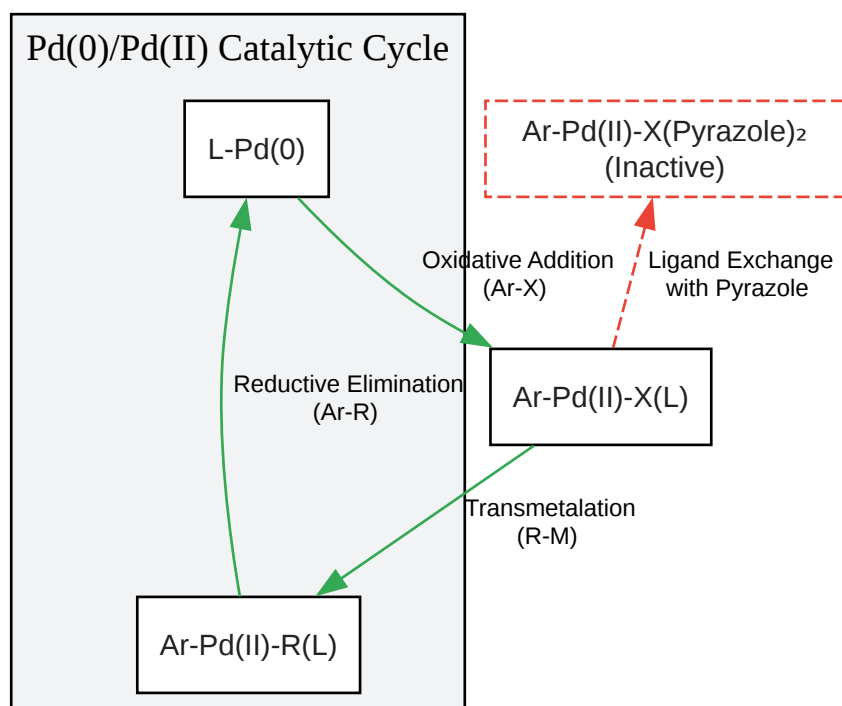 Pd(0)/Pd(II) Catalytic Cycle
L-Pd(0)
Ar-Pd(II)-X(Pyrazole)₂
(Inactive)
Oxidative Addition
(Ar-X)
Ligand Exchange
with Pyrazole
Reductive Elimination
(Ar-R)
Ar-Pd(II)-X(L)
Transmetalation
(R-M)
Ar-Pd(II)-R(L)